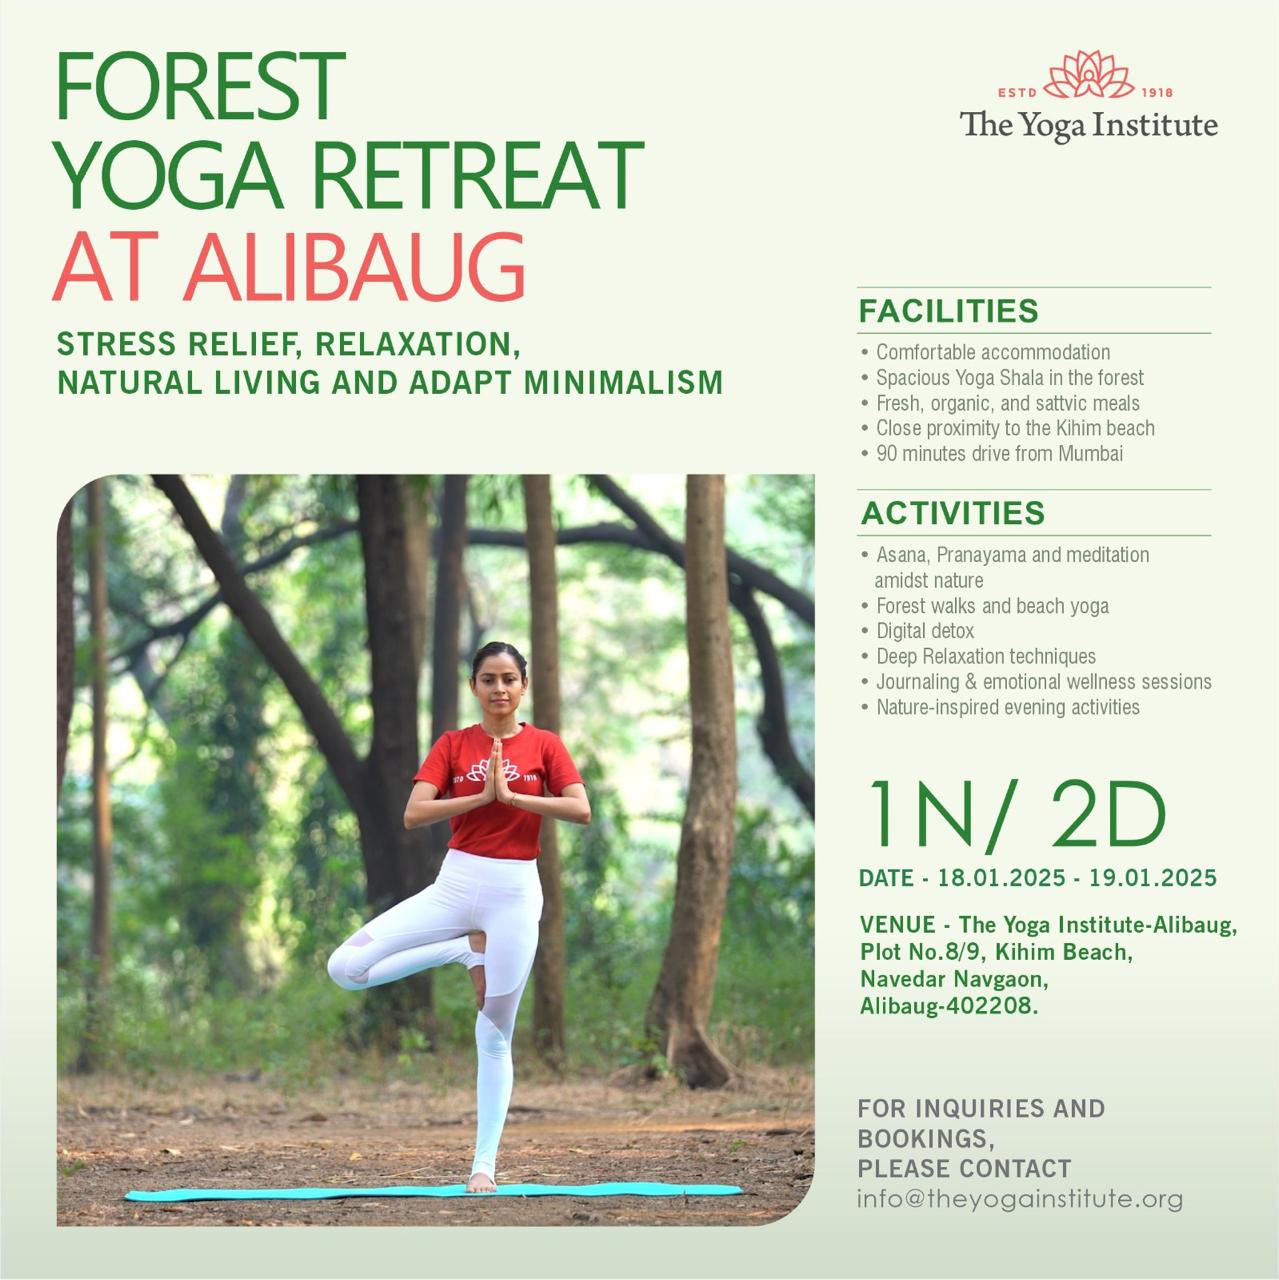 FOREST
YOGA RETREAT
AT ALIBAUG
STRESS RELIEF, RELAXATION,
NATURAL LIVING AND ADAPT MINIMALISM
ESTD 1918
The Yoga Institute
FACILITIES
• Comfortable accommodation
• Spacious Yoga Shala in the forest
• Fresh, organic, and sattvic meals
• Close proximity to the Kihim beach
• 90 minutes drive from Mumbai
ACTIVITIES
• Asana, Pranayama and meditation
amidst nature
• Forest walks and beach yoga
• Digital detox
• Deep Relaxation techniques
• Journaling & emotional wellness sessions
• Nature-inspired evening activities
1N/ 2D
DATE - 18.01.2025 - 19.01.2025
VENUE - The Yoga Institute-Alibaug,
Plot No.8/9, Kihim Beach,
Navedar Navgaon,
Alibaug-402208.
FOR INQUIRIES AND
BOOKINGS,
PLEASE CONTACT
info@theyogainstitute.org
ESTD 1918